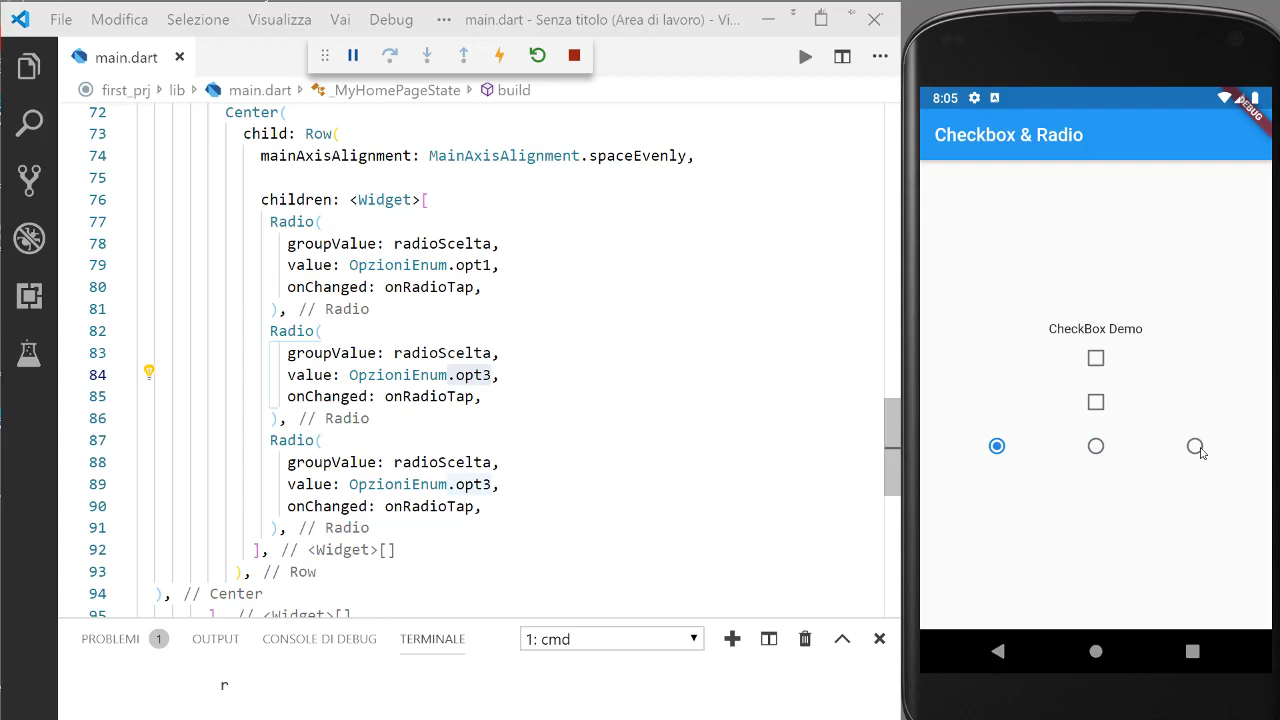 File Modifica Selezione Visualizza Vai Debug ··· main.dart - Senza titolo (Area di lavoro) - Vi...
main.dart
first_prj lib main.dart _MyHomePageState build
72 Center(
73 child: Row(
74 mainAxisAlignment: MainAxisAlignment.spaceEvenly,
75
76 children: <Widget>[
77 Radio(
78 groupValue: radioScelta,
79 value: OpzioniEnum.opt1,
80 onChanged: onRadioTap,
81 ), // Radio
82 Radio(
83 groupValue: radioScelta,
84 value: OpzioniEnum.opt3,
85 onChanged: onRadioTap,
86 ), // Radio
87 Radio(
88 groupValue: radioScelta,
89 value: OpzioniEnum.opt3,
90 onChanged: onRadioTap,
91 ), // Radio
92 ], // <Widget>[]
93 ), // Row
94 ), // Center
95 ], // <Widget>[]
PROBLEMI 1 OUTPUT CONSOLE DI DEBUG TERMINALE 1: cmd
r
8:05 A
DEBUG
Checkbox & Radio
CheckBox Demo